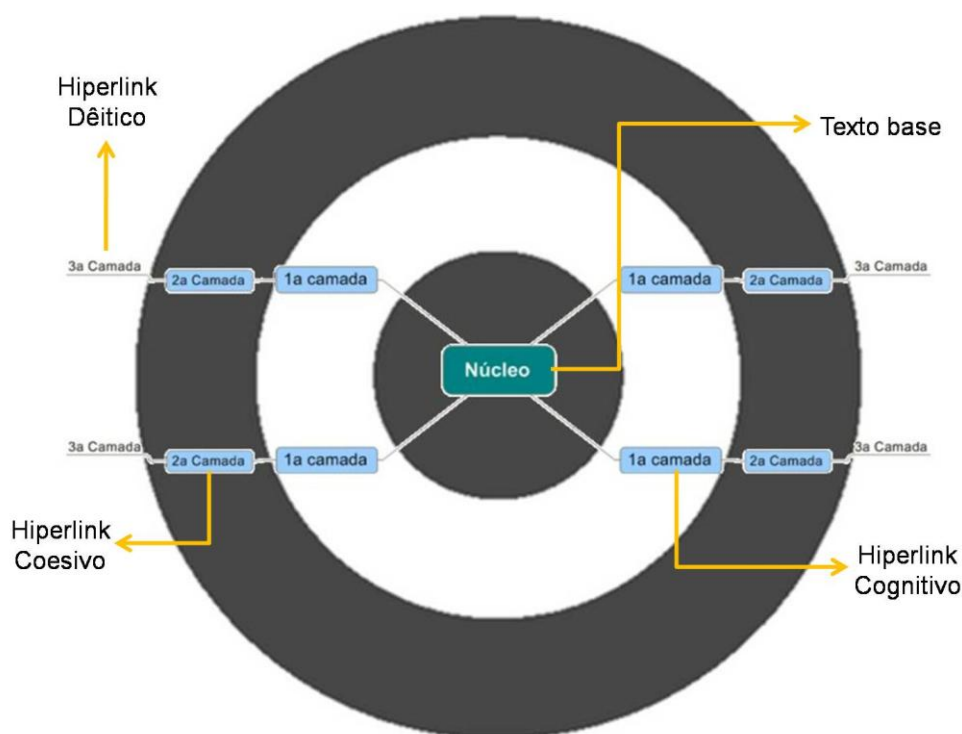 Hiperlink
Dêitico
Texto base
3a Camada
2a Camada
1a camada
1a camada
2a Camada
3a Camada
Núcleo
3a Camada
2a Camada
1a camada
1a camada
2a Camada
3a Camada
Hiperlink
Coesivo
Hiperlink
Cognitivo